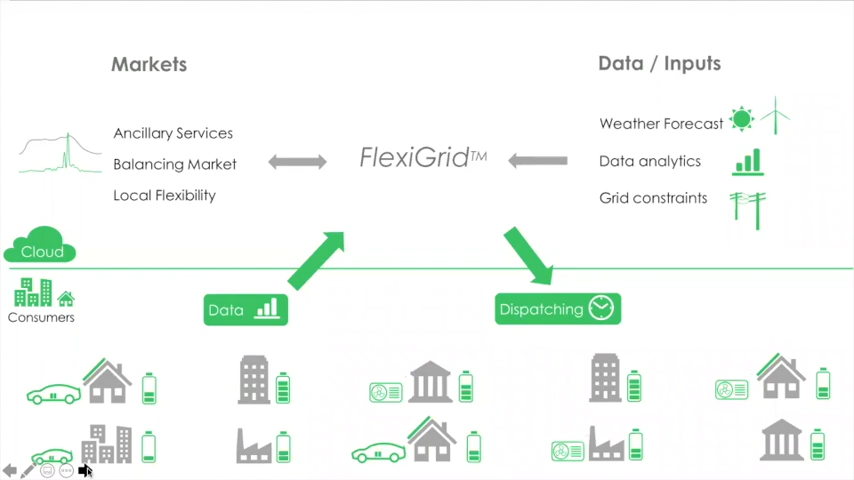 Markets
Data / Inputs
Ancillary Services
Balancing Market
Local Flexibility
FlexiGrid™
Weather Forecast
Data analytics
Grid constraints
Cloud
Consumers
Data
Dispatching